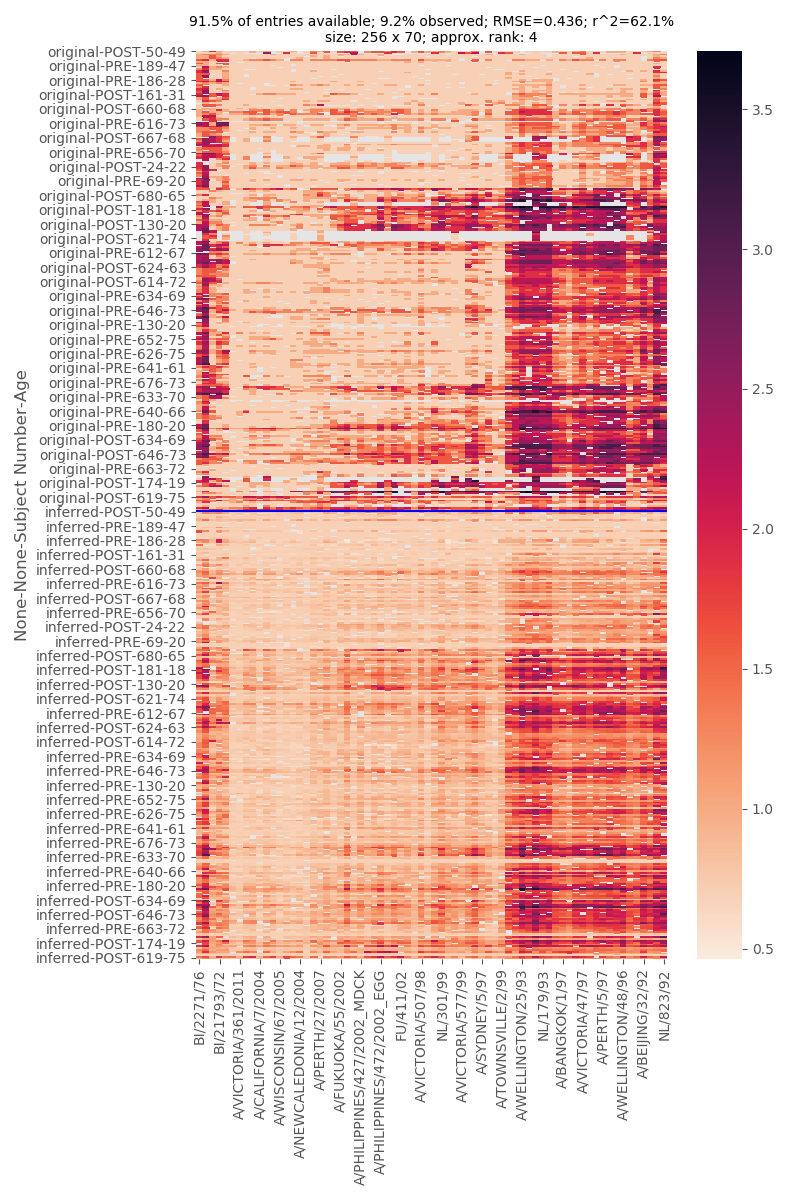 91.5% of entries available; 9.2% observed; RMSE=0.436; r^2=62.1%
size: 256 x 70; approx. rank: 4
None-None-Subject Number-Age
original-POST-50-49
original-PRE-189-47
original-PRE-186-28
original-POST-161-31
original-POST-660-68
original-PRE-616-73
original-POST-667-68
original-PRE-656-70
original-POST-24-22
original-PRE-69-20
original-POST-680-65
original-POST-181-18
original-POST-130-20
original-POST-621-74
original-PRE-612-67
original-POST-624-63
original-POST-614-72
original-PRE-634-69
original-PRE-646-73
original-PRE-130-20
original-PRE-652-75
original-PRE-626-75
original-PRE-641-61
original-PRE-676-73
original-PRE-633-70
original-PRE-640-66
original-PRE-180-20
original-POST-634-69
original-POST-646-73
original-PRE-663-72
original-POST-174-19
original-POST-619-75
inferred-POST-50-49
inferred-PRE-189-47
inferred-PRE-186-28
inferred-POST-161-31
inferred-POST-660-68
inferred-PRE-616-73
inferred-POST-667-68
inferred-PRE-656-70
inferred-POST-24-22
inferred-PRE-69-20
inferred-POST-680-65
inferred-POST-181-18
inferred-POST-130-20
inferred-POST-621-74
inferred-PRE-612-67
inferred-POST-624-63
inferred-POST-614-72
inferred-PRE-634-69
inferred-PRE-646-73
inferred-PRE-130-20
inferred-PRE-652-75
inferred-PRE-626-75
inferred-PRE-641-61
inferred-PRE-676-73
inferred-PRE-633-70
inferred-PRE-640-66
inferred-PRE-180-20
inferred-POST-634-69
inferred-POST-646-73
inferred-PRE-663-72
inferred-POST-174-19
inferred-POST-619-75
BI/2271/76
BI/21793/72
A/VICTORIA/361/2011
A/CALIFORNIA/7/2004
A/WISCONSIN/67/2005
A/NEWCALEDONIA/12/2004
A/PERTH/27/2007
A/FUKUOKA/55/2002
A/PHILIPPINES/427/2002_MDCK
A/PHILIPPINES/472/2002_EGG
FU/411/02
A/VICTORIA/507/98
NL/301/99
A/VICTORIA/577/99
A/SYDNEY/5/97
A/TOWNSVILLE/2/99
A/WELLINGTON/25/93
NL/179/93
A/BANGKOK/1/97
A/VICTORIA/47/97
A/PERTH/5/97
A/WELLINGTON/48/96
A/BEIJING/32/92
NL/823/92
3.5
3.0
2.5
2.0
1.5
1.0
0.5